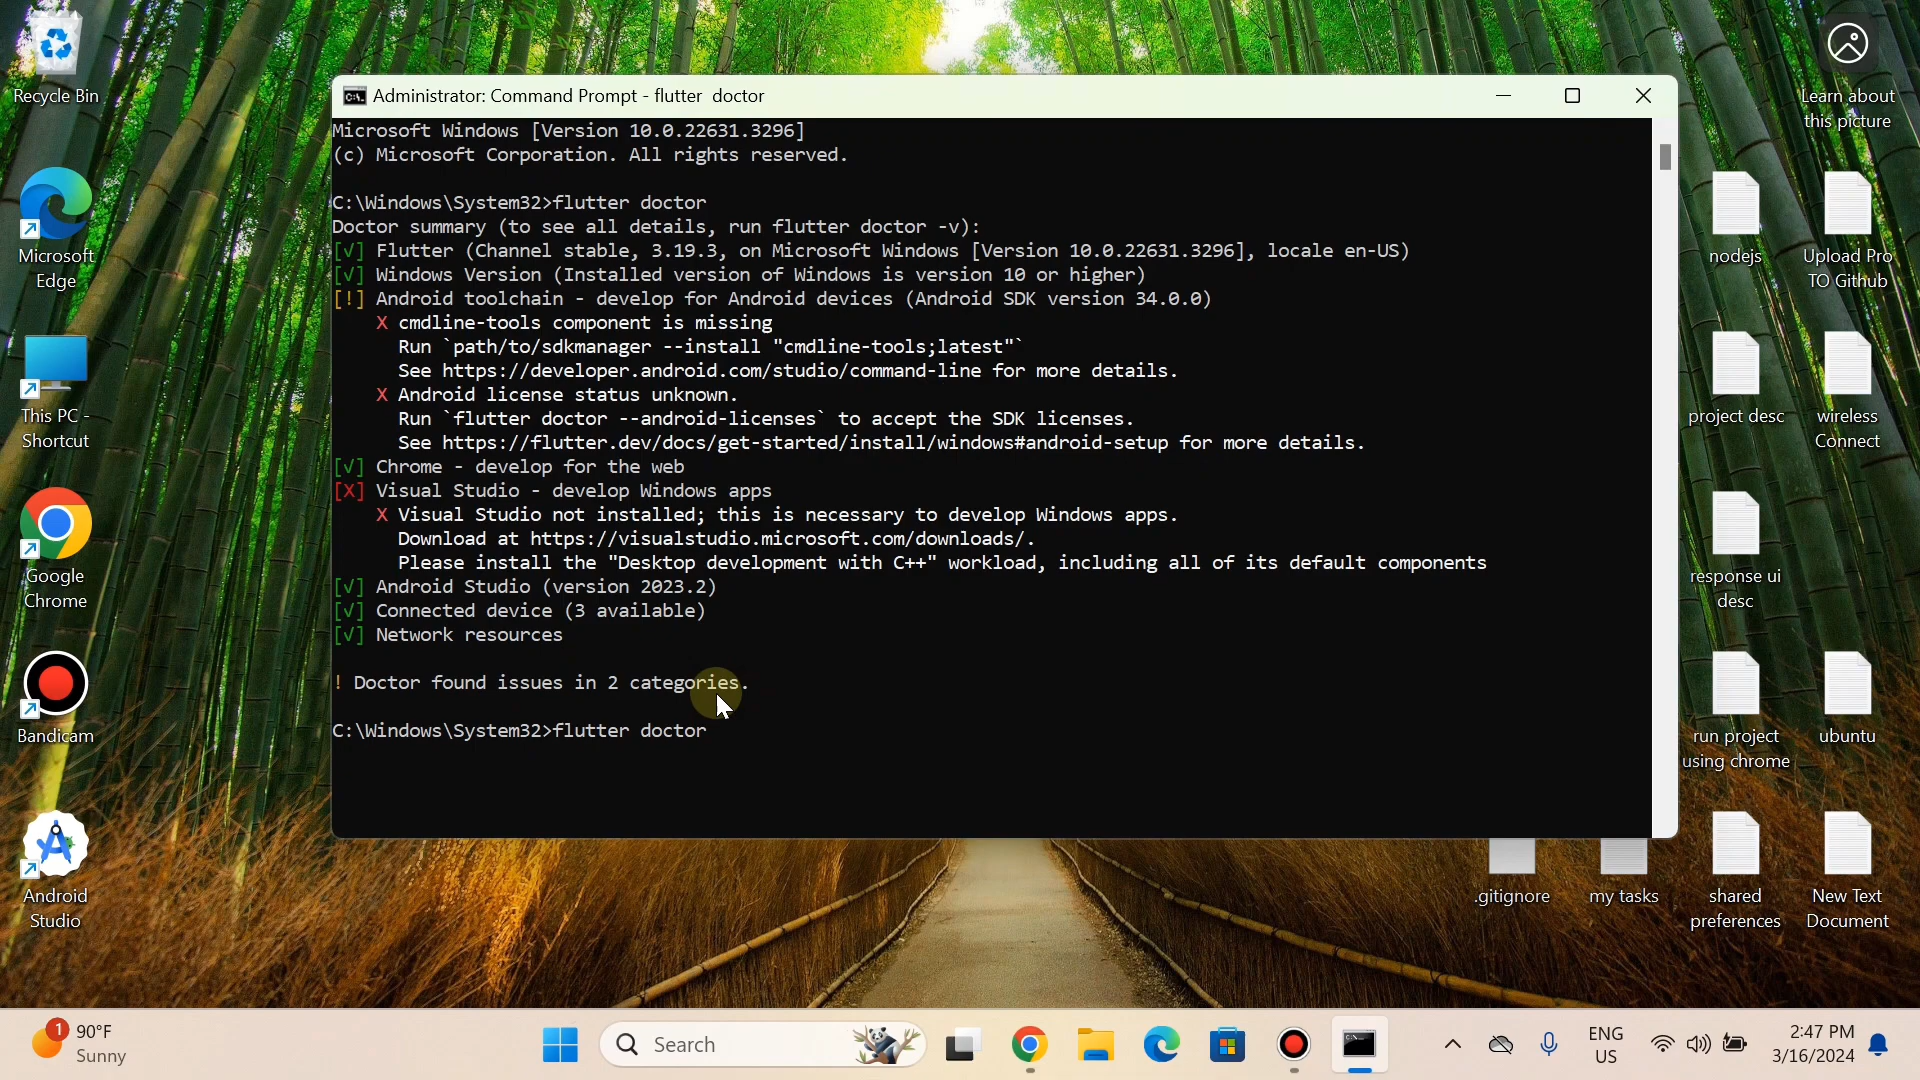 Recycle Bin
Microsoft
Edge
This PC -
Shortcut
Google
Chrome
Bandicam
Android
Studio
Administrator: Command Prompt - flutter  doctor
Microsoft Windows [Version 10.0.22631.3296]
(c) Microsoft Corporation. All rights reserved.
C:\Windows\System32>flutter doctor
Doctor summary (to see all details, run flutter doctor -v):
[√] Flutter (Channel stable, 3.19.3, on Microsoft Windows [Version 10.0.22631.3296], locale en-US)
[√] Windows Version (Installed version of Windows is version 10 or higher)
[!] Android toolchain - develop for Android devices (Android SDK version 34.0.0)
X cmdline-tools component is missing
Run `path/to/sdkmanager --install "cmdline-tools;latest"`
See https://developer.android.com/studio/command-line for more details.
X Android license status unknown.
Run `flutter doctor --android-licenses` to accept the SDK licenses.
See https://flutter.dev/docs/get-started/install/windows#android-setup for more details.
[√] Chrome - develop for the web
[X] Visual Studio - develop Windows apps
X Visual Studio not installed; this is necessary to develop Windows apps.
Download at https://visualstudio.microsoft.com/downloads/.
Please install the "Desktop development with C++" workload, including all of its default components
[√] Android Studio (version 2023.2)
[√] Connected device (3 available)
[√] Network resources
! Doctor found issues in 2 categories.
C:\Windows\System32>flutter doctor
Learn about
this picture
nodejs
Upload Pro
TO Github
project desc
wireless
Connect
response ui
desc
run project
using chrome
ubuntu
.gitignore
my tasks
shared
preferences
New Text
Document
1
90°F
Sunny
Search
ENG
US
2:47 PM
3/16/2024